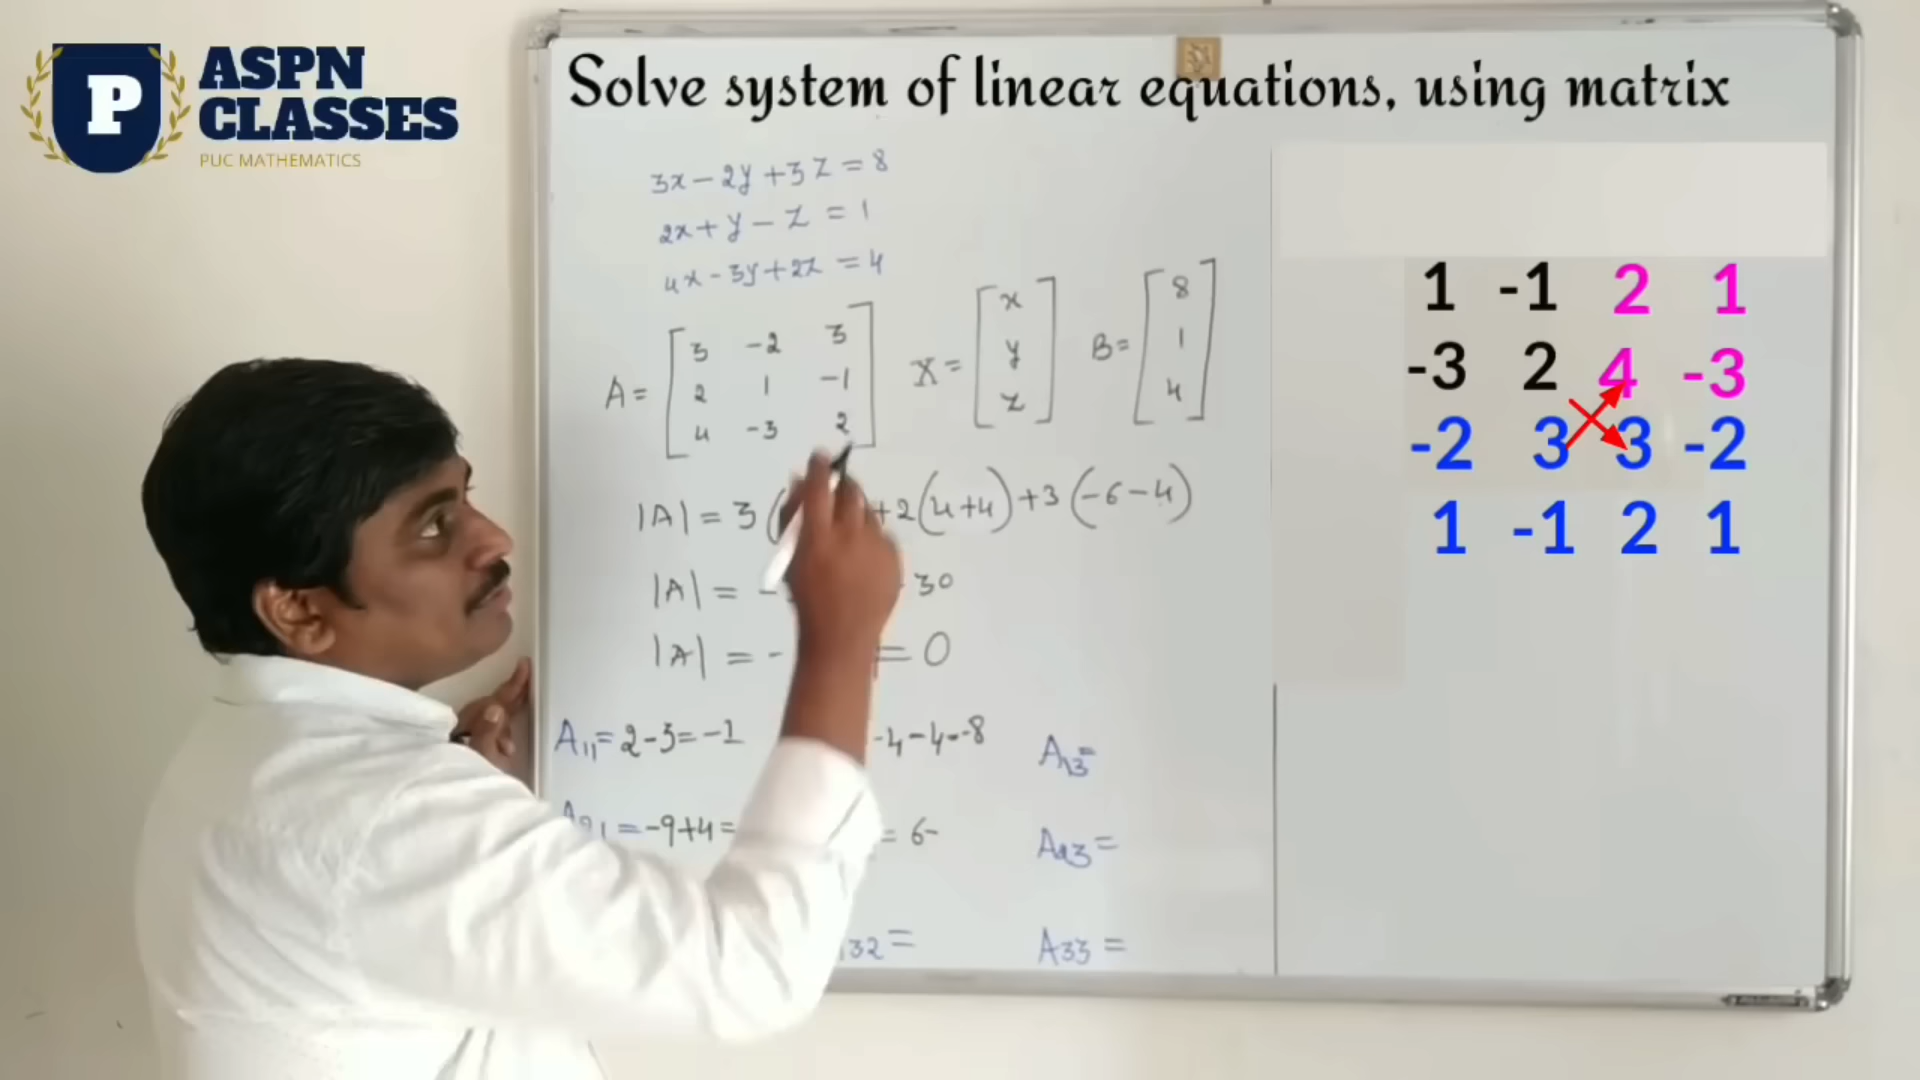 ASPN
CLASSES
PUC MATHEMATICS
P
Solve system of linear equations, using matrix
3x - 2y + 3z = 8
2x + y - z = 1
4x - 3y + 2z = 4
A = [ 3 -2 3
2 1 -1
4 -3 2 ]
X = [ x
y
z ]
B = [ 8
1
4 ]
|A| = 3 ( +2(4+4) +3(-6-4)
|A| = - 30
|A| = - = 0
A11 = 2-3 = -1
-4-4=-8
A13=
= -9+4 =
= 6-
A23 =
32 =
A33 =
1 -1 2 1
-3 2 4 -3
-2 3 3 -2
1 -1 2 1